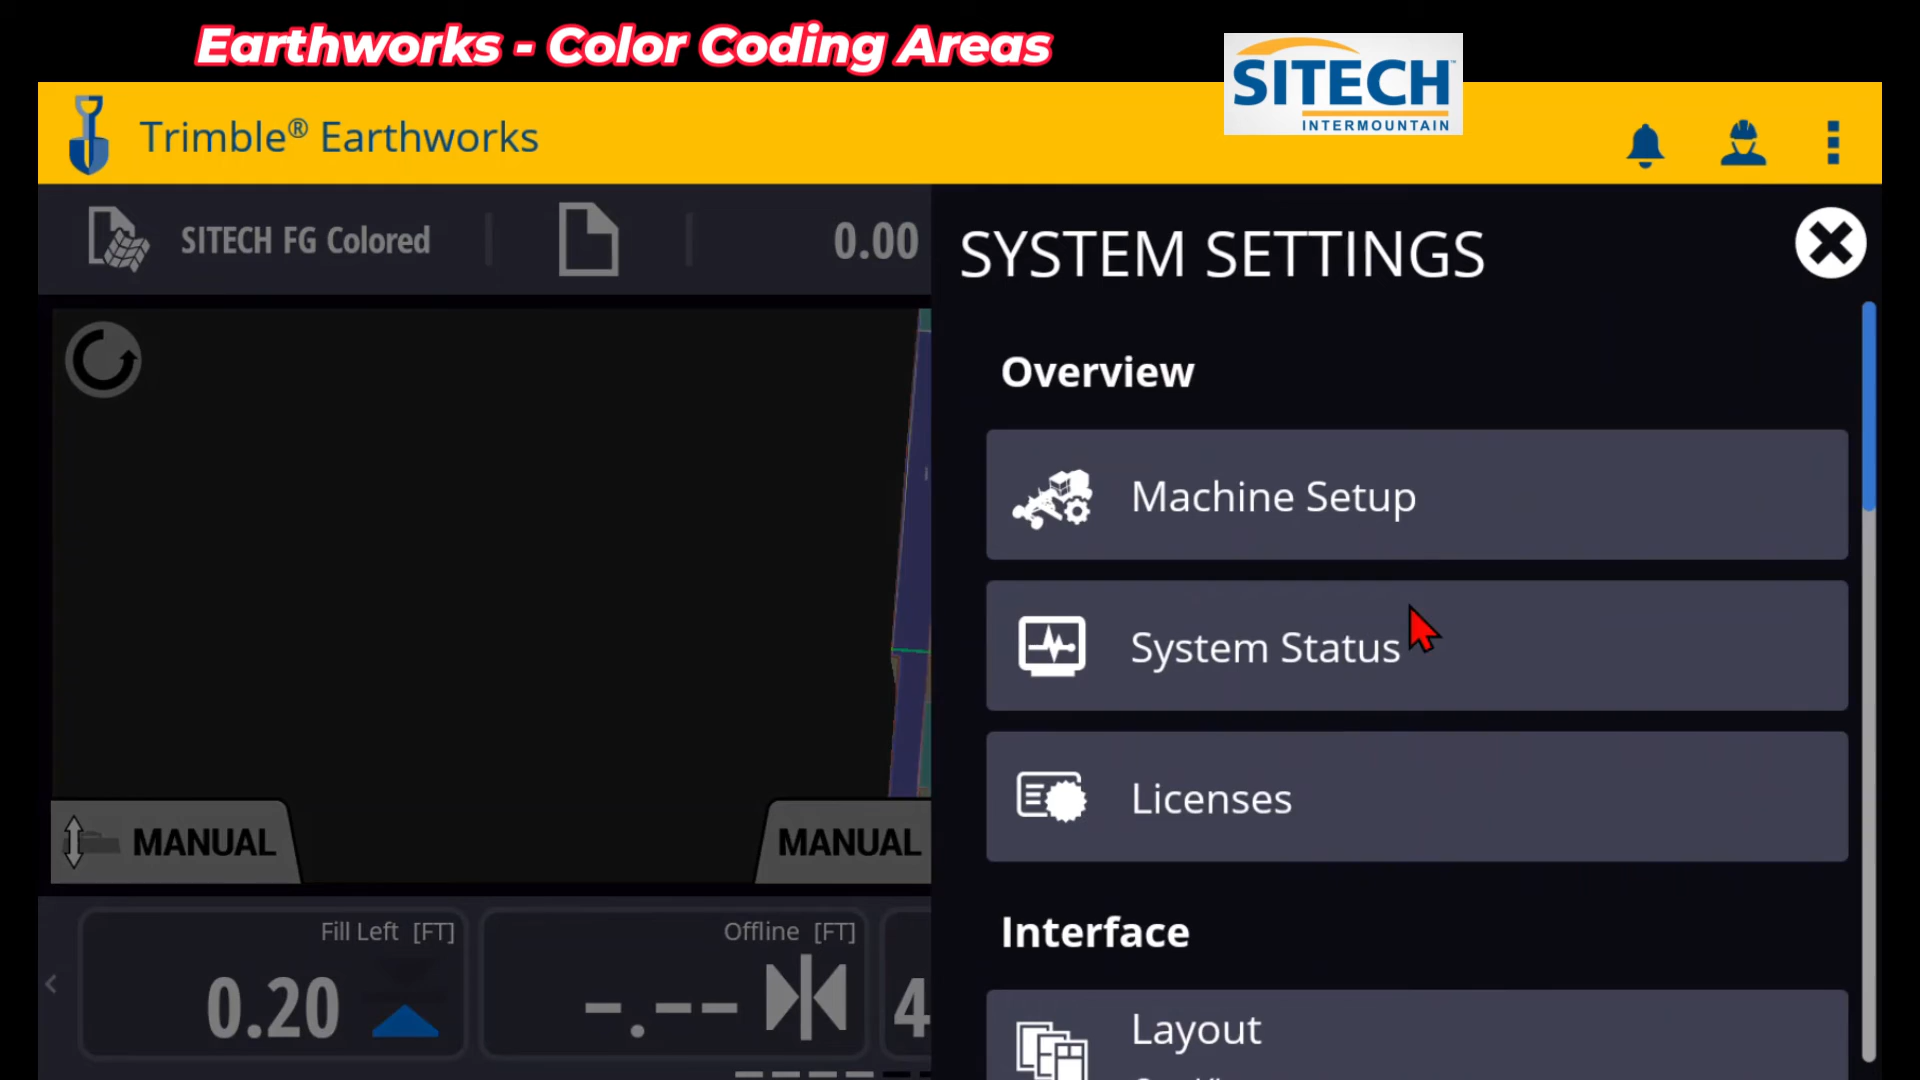 Earthworks - Color Coding Areas
SITECH
INTERMOUNTAIN
Trimble® Earthworks
SITECH FG Colored
0.00
SYSTEM SETTINGS
Overview
Machine Setup
System Status
Licenses
MANUAL
MANUAL
Interface
Fill Left [FT]
0.20
Offline [FT]
-.--
4
Layout